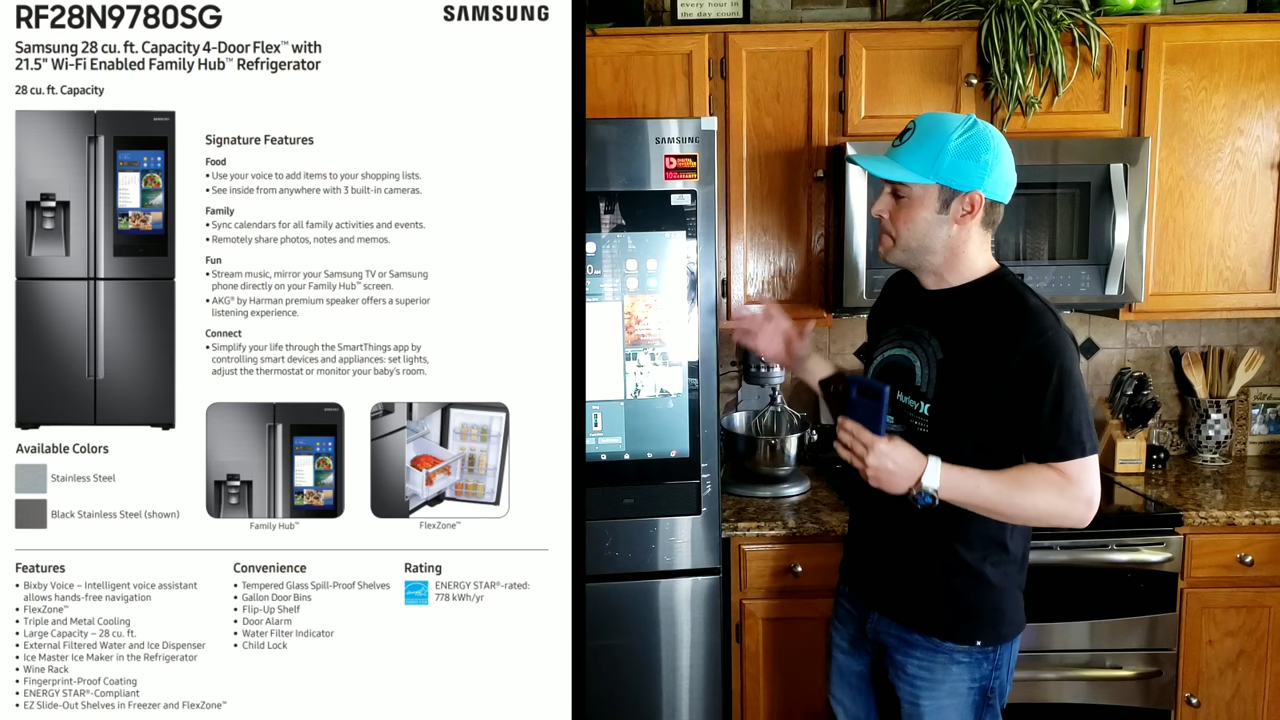 RF28N9780SG
SAMSUNG
Samsung 28 cu. ft. Capacity 4-Door Flex™ with
21.5" Wi-Fi Enabled Family Hub™ Refrigerator
28 cu. ft. Capacity
SAMSUNG
Signature Features
Food
• Use your voice to add items to your shopping lists.
• See inside from anywhere with 3 built-in cameras.
Family
• Sync calendars for all family activities and events.
• Remotely share photos, notes and memos.
Fun
• Stream music, mirror your Samsung TV or Samsung
phone directly on your Family Hub™ screen.
• AKG® by Harman premium speaker offers a superior
listening experience.
Connect
• Simplify your life through the SmartThings app by
controlling smart devices and appliances: set lights,
adjust the thermostat or monitor your baby's room.
Available Colors
Stainless Steel
Black Stainless Steel (shown)
SAMSUNG
Family Hub™
FlexZone™
Features
• Bixby Voice – Intelligent voice assistant
allows hands-free navigation
• FlexZone™
• Triple and Metal Cooling
• Large Capacity – 28 cu. ft.
• External Filtered Water and Ice Dispenser
• Ice Master Ice Maker in the Refrigerator
• Wine Rack
• Fingerprint-Proof Coating
• ENERGY STAR®-Compliant
• EZ Slide-Out Shelves in Freezer and FlexZone™
Convenience
• Tempered Glass Spill-Proof Shelves
• Gallon Door Bins
• Flip-Up Shelf
• Door Alarm
• Water Filter Indicator
• Child Lock
Rating
ENERGY STAR®-rated:
778 kWh/yr
every hour in
the day count.
SAMSUNG
DIGITAL
INVERTER
Hurley